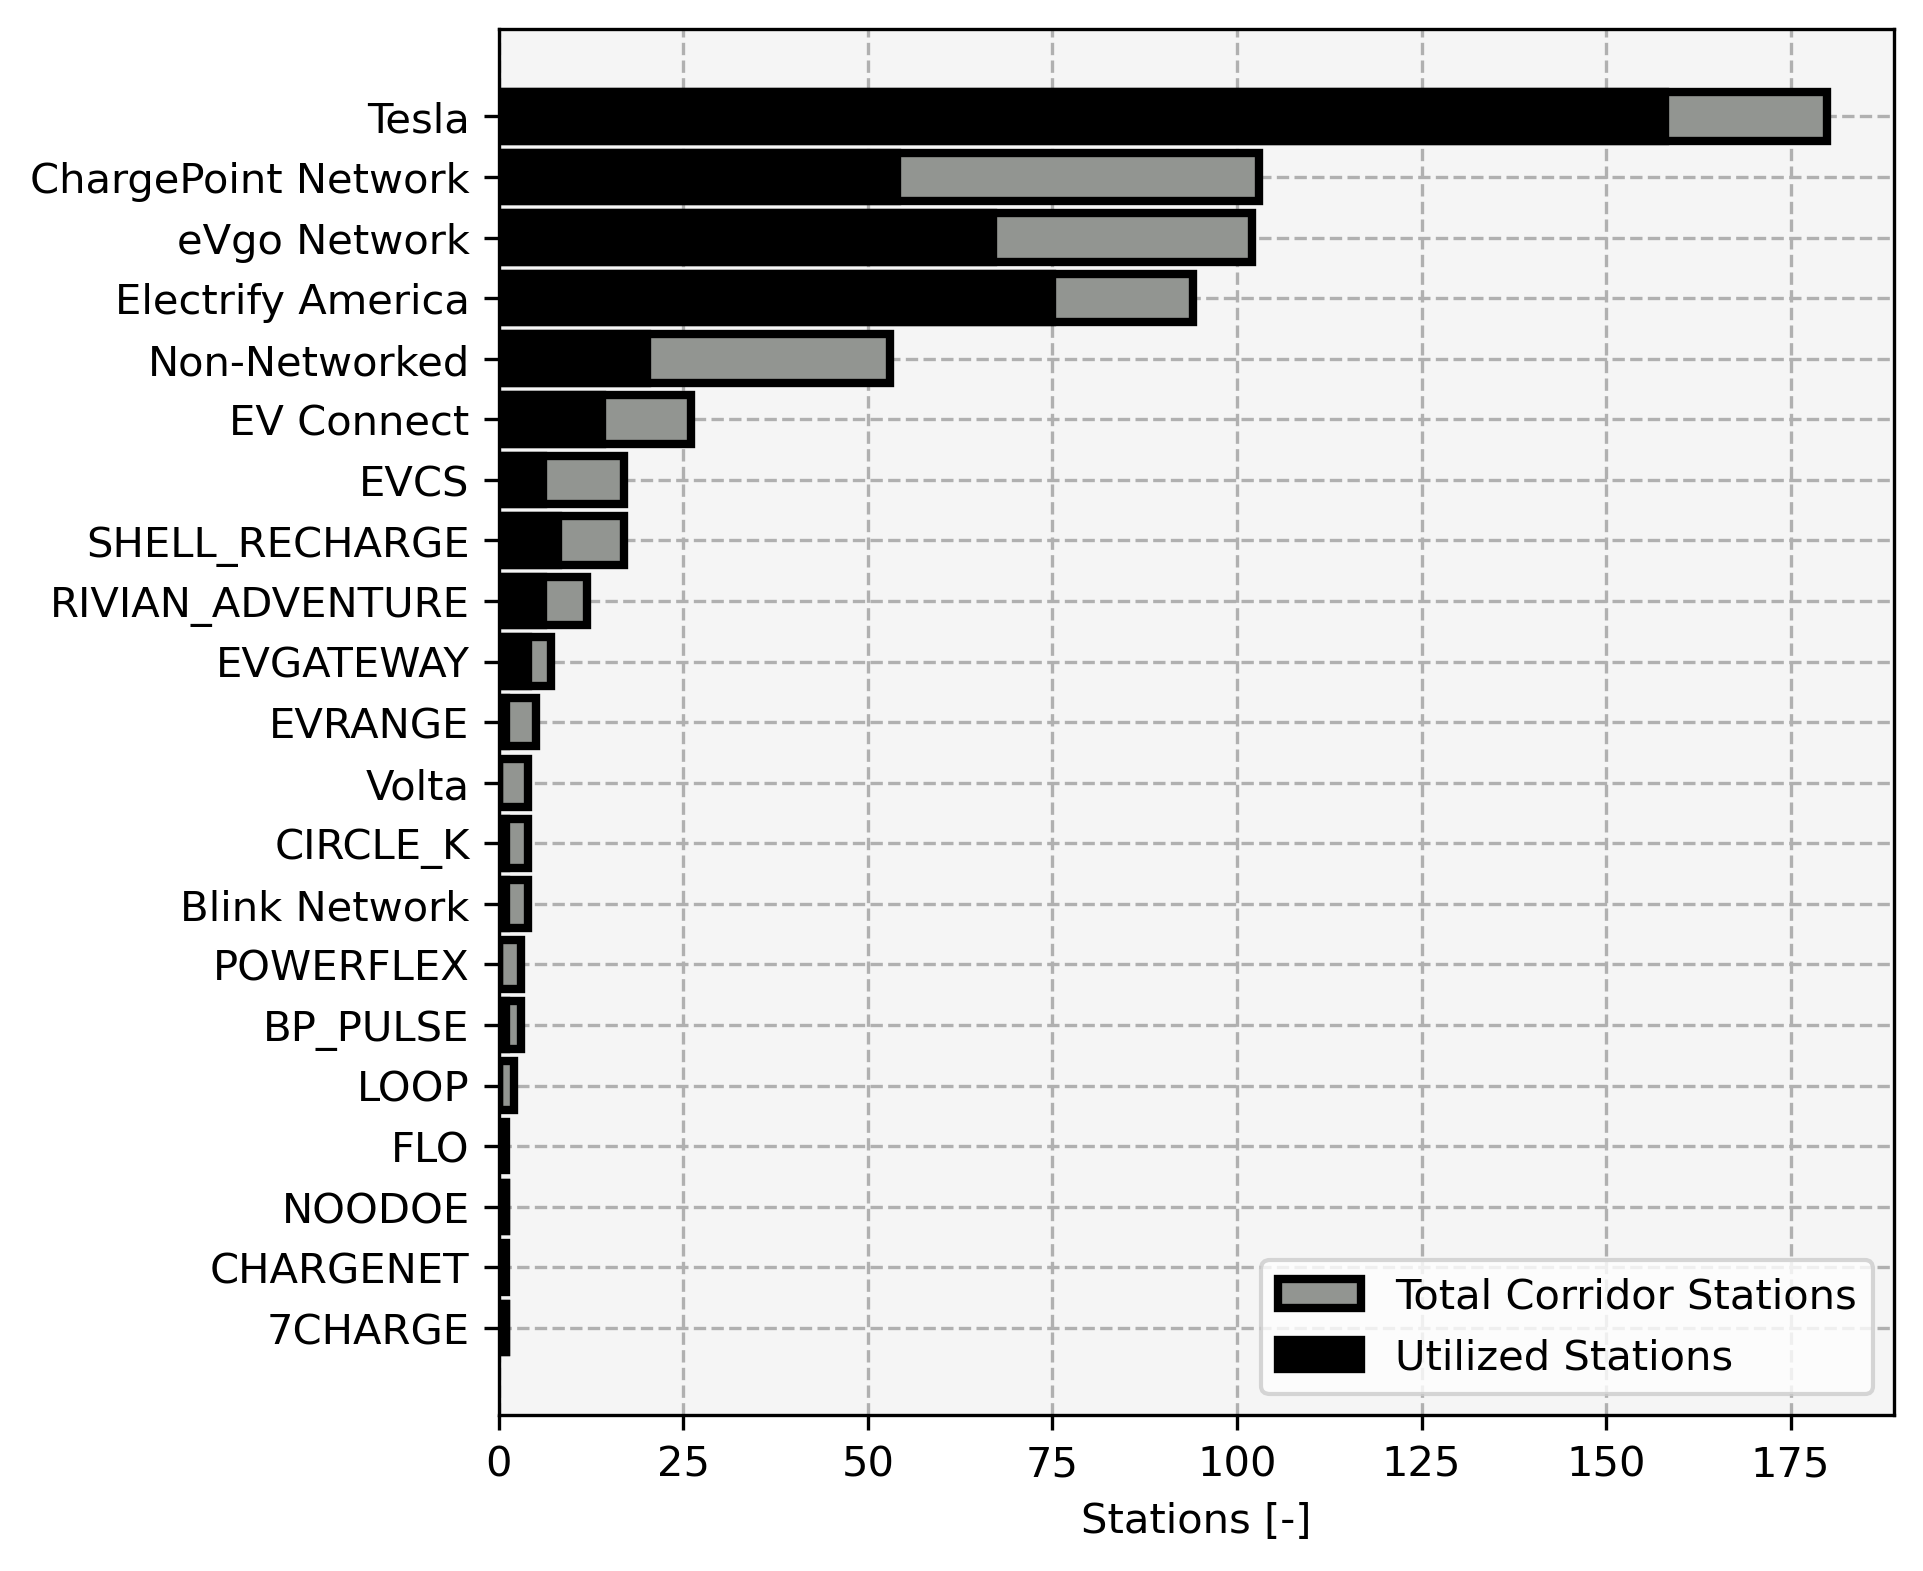 Tesla
ChargePoint Network
eVgo Network
Electrify America
Non-Networked
EV Connect
EVCS
SHELL_RECHARGE
RIVIAN_ADVENTURE
EVGATEWAY
EVRANGE
Volta
CIRCLE_K
Blink Network
POWERFLEX
BP_PULSE
LOOP
FLO
NOODOE
CHARGENET
7CHARGE
Total Corridor Stations
Utilized Stations
0 25 50 75 100 125 150 175
Stations [-]